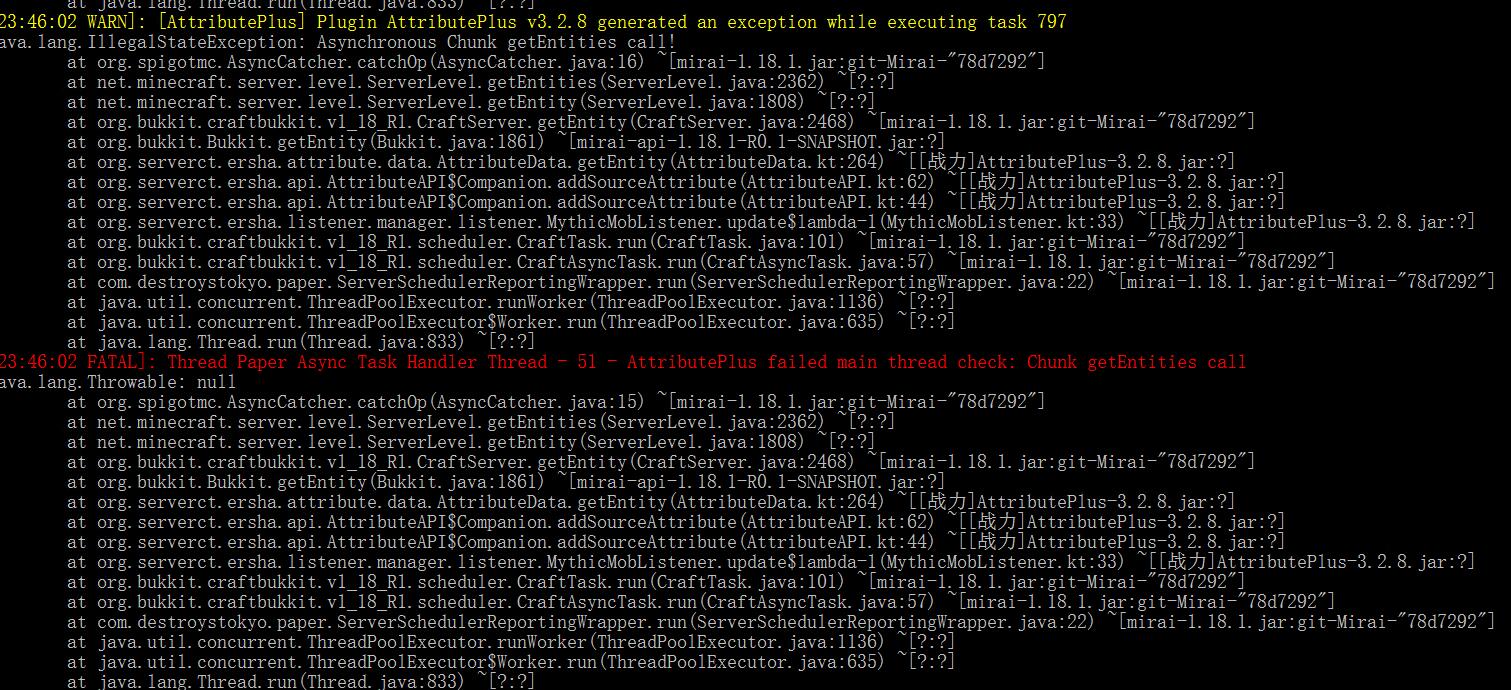 at java.lang.Thread.run(Thread.java:833) ~[?:?]
23:46:02 WARN]: [AttributePlus] Plugin AttributePlus v3.2.8 generated an exception while executing task 797
ava.lang.IllegalStateException: Asynchronous Chunk getEntities call!
at org.spigotmc.AsyncCatcher.catchOp(AsyncCatcher.java:16) ~[mirai-1.18.1.jar:git-Mirai-"78d7292"]
at net.minecraft.server.level.ServerLevel.getEntities(ServerLevel.java:2362) ~[?:?]
at net.minecraft.server.level.ServerLevel.getEntity(ServerLevel.java:1808) ~[?:?]
at org.bukkit.craftbukkit.v1_18_R1.CraftServer.getEntity(CraftServer.java:2468) ~[mirai-1.18.1.jar:git-Mirai-"78d7292"]
at org.bukkit.Bukkit.getEntity(Bukkit.java:1861) ~[mirai-api-1.18.1-R0.1-SNAPSHOT.jar:?]
at org.serverct.ersha.attribute.data.AttributeData.getEntity(AttributeData.kt:264) ~[[战力]AttributePlus-3.2.8.jar:?]
at org.serverct.ersha.api.AttributeAPI$Companion.addSourceAttribute(AttributeAPI.kt:62) ~[[战力]AttributePlus-3.2.8.jar:?]
at org.serverct.ersha.api.AttributeAPI$Companion.addSourceAttribute(AttributeAPI.kt:44) ~[[战力]AttributePlus-3.2.8.jar:?]
at org.serverct.ersha.listener.manager.listener.MythicMobListener.update$lambda-1(MythicMobListener.kt:33) ~[[战力]AttributePlus-3.2.8.jar:?]
at org.bukkit.craftbukkit.v1_18_R1.scheduler.CraftTask.run(CraftTask.java:101) ~[mirai-1.18.1.jar:git-Mirai-"78d7292"]
at org.bukkit.craftbukkit.v1_18_R1.scheduler.CraftAsyncTask.run(CraftAsyncTask.java:57) ~[mirai-1.18.1.jar:git-Mirai-"78d7292"]
at com.destroystokyo.paper.ServerSchedulerReportingWrapper.run(ServerSchedulerReportingWrapper.java:22) ~[mirai-1.18.1.jar:git-Mirai-"78d7292"]
at java.util.concurrent.ThreadPoolExecutor.runWorker(ThreadPoolExecutor.java:1136) ~[?:?]
at java.util.concurrent.ThreadPoolExecutor$Worker.run(ThreadPoolExecutor.java:635) ~[?:?]
at java.lang.Thread.run(Thread.java:833) ~[?:?]
23:46:02 FATAL]: Thread Paper Async Task Handler Thread - 51 - AttributePlus failed main thread check: Chunk getEntities call
ava.lang.Throwable: null
at org.spigotmc.AsyncCatcher.catchOp(AsyncCatcher.java:15) ~[mirai-1.18.1.jar:git-Mirai-"78d7292"]
at net.minecraft.server.level.ServerLevel.getEntities(ServerLevel.java:2362) ~[?:?]
at net.minecraft.server.level.ServerLevel.getEntity(ServerLevel.java:1808) ~[?:?]
at org.bukkit.craftbukkit.v1_18_R1.CraftServer.getEntity(CraftServer.java:2468) ~[mirai-1.18.1.jar:git-Mirai-"78d7292"]
at org.bukkit.Bukkit.getEntity(Bukkit.java:1861) ~[mirai-api-1.18.1-R0.1-SNAPSHOT.jar:?]
at org.serverct.ersha.attribute.data.AttributeData.getEntity(AttributeData.kt:264) ~[[战力]AttributePlus-3.2.8.jar:?]
at org.serverct.ersha.api.AttributeAPI$Companion.addSourceAttribute(AttributeAPI.kt:62) ~[[战力]AttributePlus-3.2.8.jar:?]
at org.serverct.ersha.api.AttributeAPI$Companion.addSourceAttribute(AttributeAPI.kt:44) ~[[战力]AttributePlus-3.2.8.jar:?]
at org.serverct.ersha.listener.manager.listener.MythicMobListener.update$lambda-1(MythicMobListener.kt:33) ~[[战力]AttributePlus-3.2.8.jar:?]
at org.bukkit.craftbukkit.v1_18_R1.scheduler.CraftTask.run(CraftTask.java:101) ~[mirai-1.18.1.jar:git-Mirai-"78d7292"]
at org.bukkit.craftbukkit.v1_18_R1.scheduler.CraftAsyncTask.run(CraftAsyncTask.java:57) ~[mirai-1.18.1.jar:git-Mirai-"78d7292"]
at com.destroystokyo.paper.ServerSchedulerReportingWrapper.run(ServerSchedulerReportingWrapper.java:22) ~[mirai-1.18.1.jar:git-Mirai-"78d7292"]
at java.util.concurrent.ThreadPoolExecutor.runWorker(ThreadPoolExecutor.java:1136) ~[?:?]
at java.util.concurrent.ThreadPoolExecutor$Worker.run(ThreadPoolExecutor.java:635) ~[?:?]
at java.lang.Thread.run(Thread.java:833) ~[?:?]